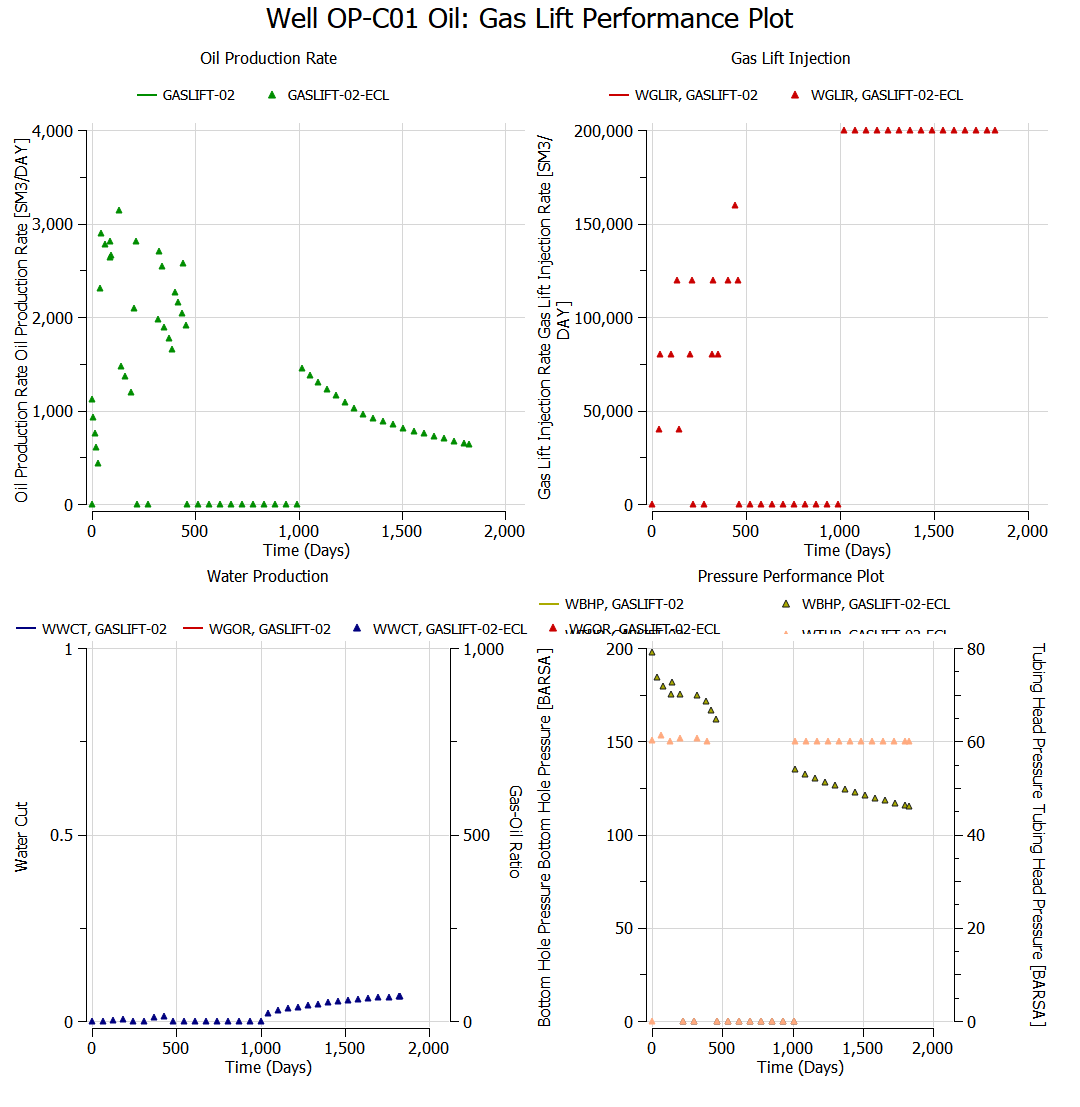 Well OP-C01 Oil: Gas Lift Performance Plot
Oil Production Rate
GASLIFT-02
GASLIFT-02-ECL
Oil Production Rate Oil Production Rate [SM3/DAY]
4,000
3,000
2,000
1,000
0
0
500
1,000
1,500
2,000
Time (Days)
Gas Lift Injection
WGLIR, GASLIFT-02
WGLIR, GASLIFT-02-ECL
Gas Lift Injection Rate Gas Lift Injection Rate [SM3/
DAY]
200,000
150,000
100,000
50,000
0
0
500
1,000
1,500
2,000
Time (Days)
Water Production
WWCT, GASLIFT-02
WGOR, GASLIFT-02
WWCT, GASLIFT-02-ECL
WGOR, GASLIFT-02-ECL
Water Cut
1
0.5
0
1,000
500
0
Gas-Oil Ratio
0
500
1,000
1,500
2,000
Time (Days)
Pressure Performance Plot
WBHP, GASLIFT-02
WBHP, GASLIFT-02-ECL
Bottom Hole Pressure Bottom Hole Pressure [BARSA]
200
150
100
50
0
80
60
40
20
0
Tubing Head Pressure Tubing Head Pressure [BARSA]
0
500
1,000
1,500
2,000
Time (Days)